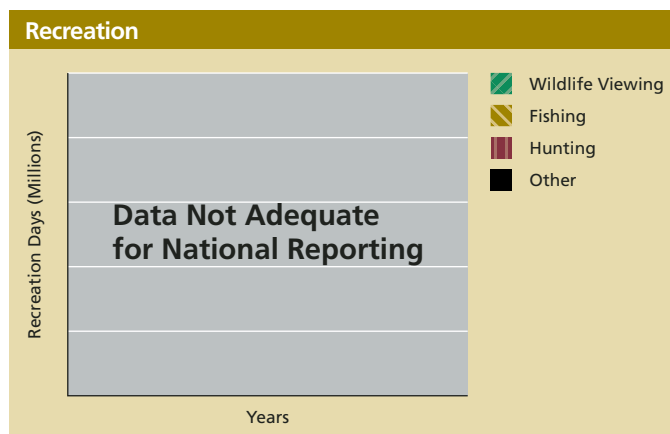 Recreation
Recreation Days (Millions)
Data Not Adequate
for National Reporting
Years
Wildlife Viewing
Fishing
Hunting
Other